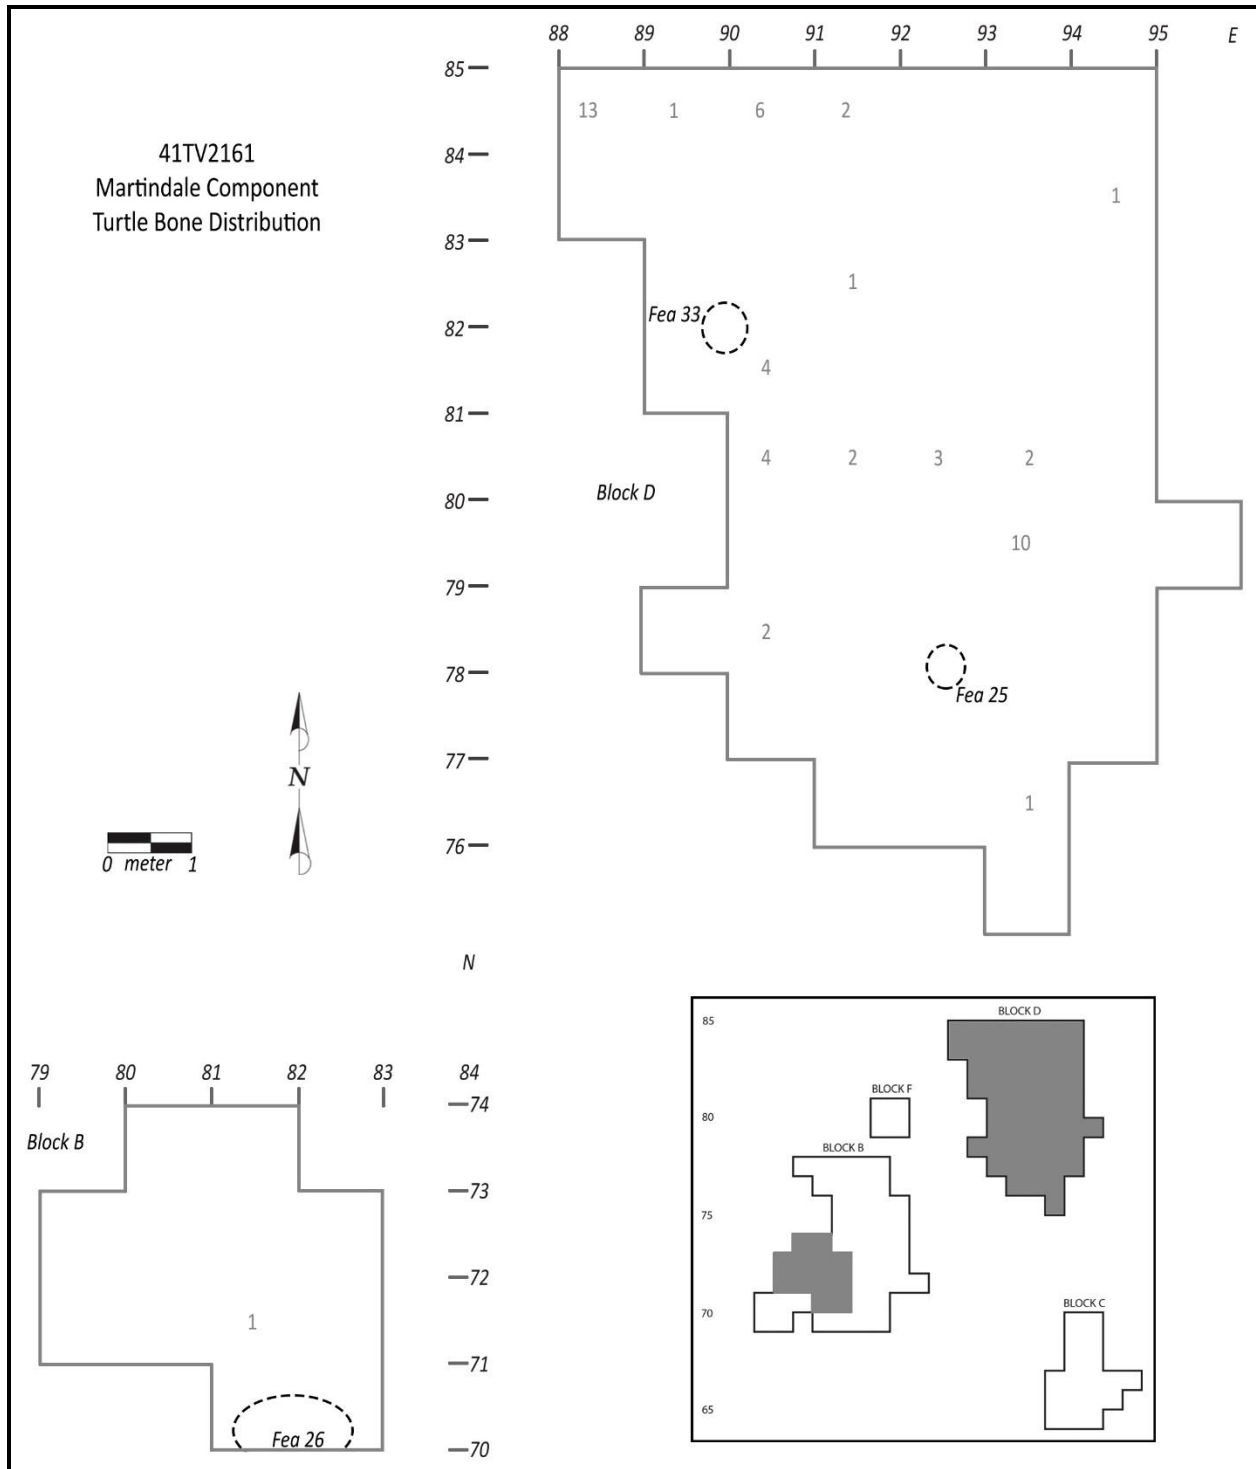 88 89 90 91 92 93 94 95 E
85
13 1 6 2
41TV2161
Martindale Component
Turtle Bone Distribution
84
1
83
1
Fea 33
82
4
81
4 2 3 2
Block D
80
10
79
2
78
Fea 25
77
N
1
76
0 meter 1
N
79 80 81 82 83 84
74
Block B
73
72
1
71
Fea 26
70
BLOCK D
85
BLOCK F
80
BLOCK B
75
70
BLOCK C
65